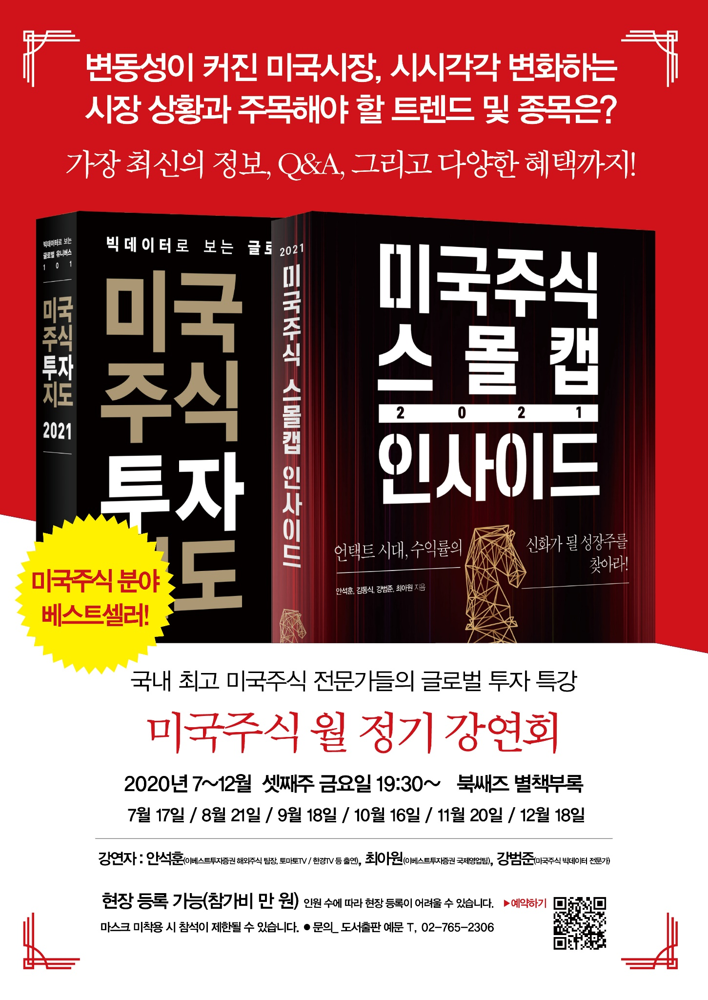 변동성이 커진 미국시장, 시시각각 변화하는
시장 상황과 주목해야 할 트렌드 및 종목은?
가장 최신의 정보, Q&A, 그리고 다양한 혜택까지!
빅데이터로 보는
글로벌 유니버스
1 0 1
미국
주식
투자
지도
2021
빅데이터로 보는 글로
미국
주식
투자
도
2021
미국주식 스몰캡 인사이드
미국주식
스몰캡
2021
인사이드
언택트 시대, 수익률의
신화가 될 성장주를
찾아라!
안석훈, 김동식, 강범준, 최아원 지음
미국주식 분야
베스트셀러!
국내 최고 미국주식 전문가들의 글로벌 투자 특강
미국주식 월 정기 강연회
2020년 7~12월 셋째주 금요일 19:30~ 북쌔즈 별책부록
7월 17일 / 8월 21일 / 9월 18일 / 10월 16일 / 11월 20일 / 12월 18일
강연자 : 안석훈(이베스트투자증권 해외주식 팀장, 토마토TV / 한경TV 등 출연), 최아원(이베스트투자증권 국제영업팀), 강범준(미국주식 빅데이터 전문가)
현장 등록 가능(참가비 만 원) 인원 수에 따라 현장 등록이 어려울 수 있습니다. ▶예약하기
마스크 미착용 시 참석이 제한될 수 있습니다. ● 문의_ 도서출판 예문 T, 02-765-2306